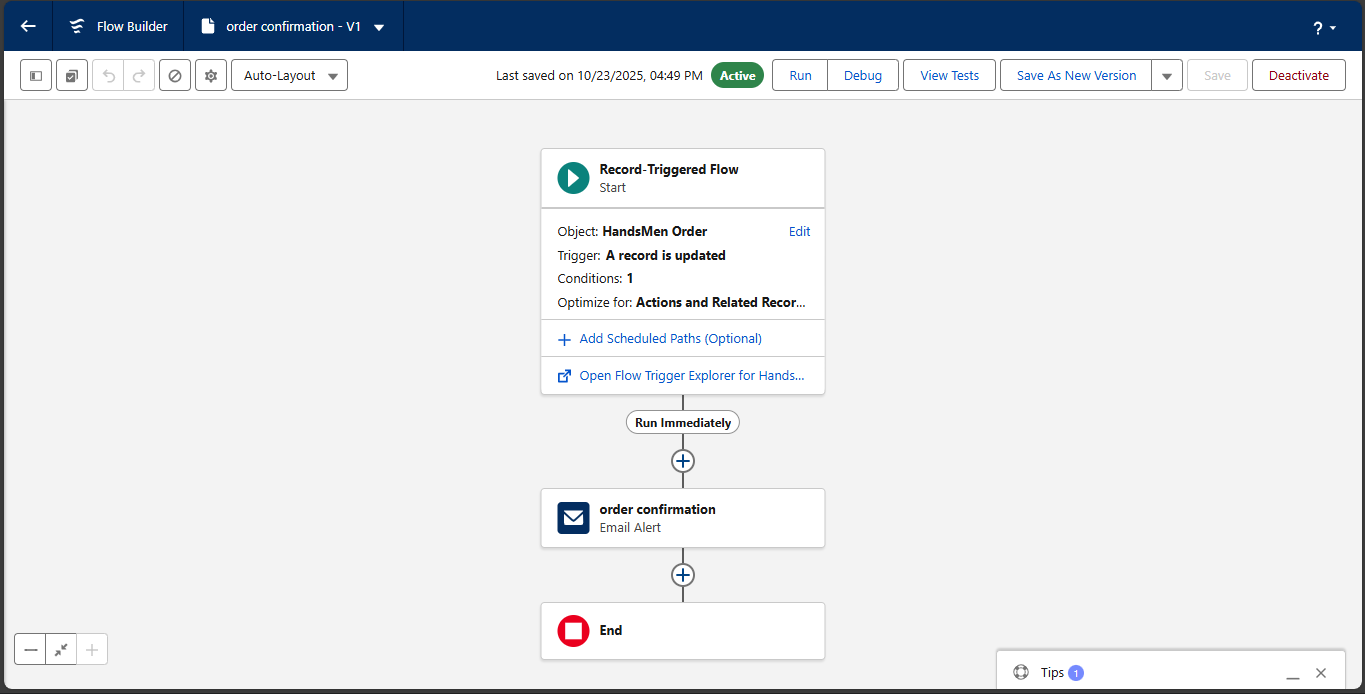 Flow Builder
order confirmation - V1
?
Auto-Layout
Last saved on 10/23/2025, 04:49 PM
Active
Run
Debug
View Tests
Save As New Version
Save
Deactivate
Record-Triggered Flow
Start
Object: HandsMen Order
Edit
Trigger: A record is updated
Conditions: 1
Optimize for: Actions and Related Recor...
Add Scheduled Paths (Optional)
Open Flow Trigger Explorer for Hands...
Run Immediately
order confirmation
Email Alert
End
Tips 1